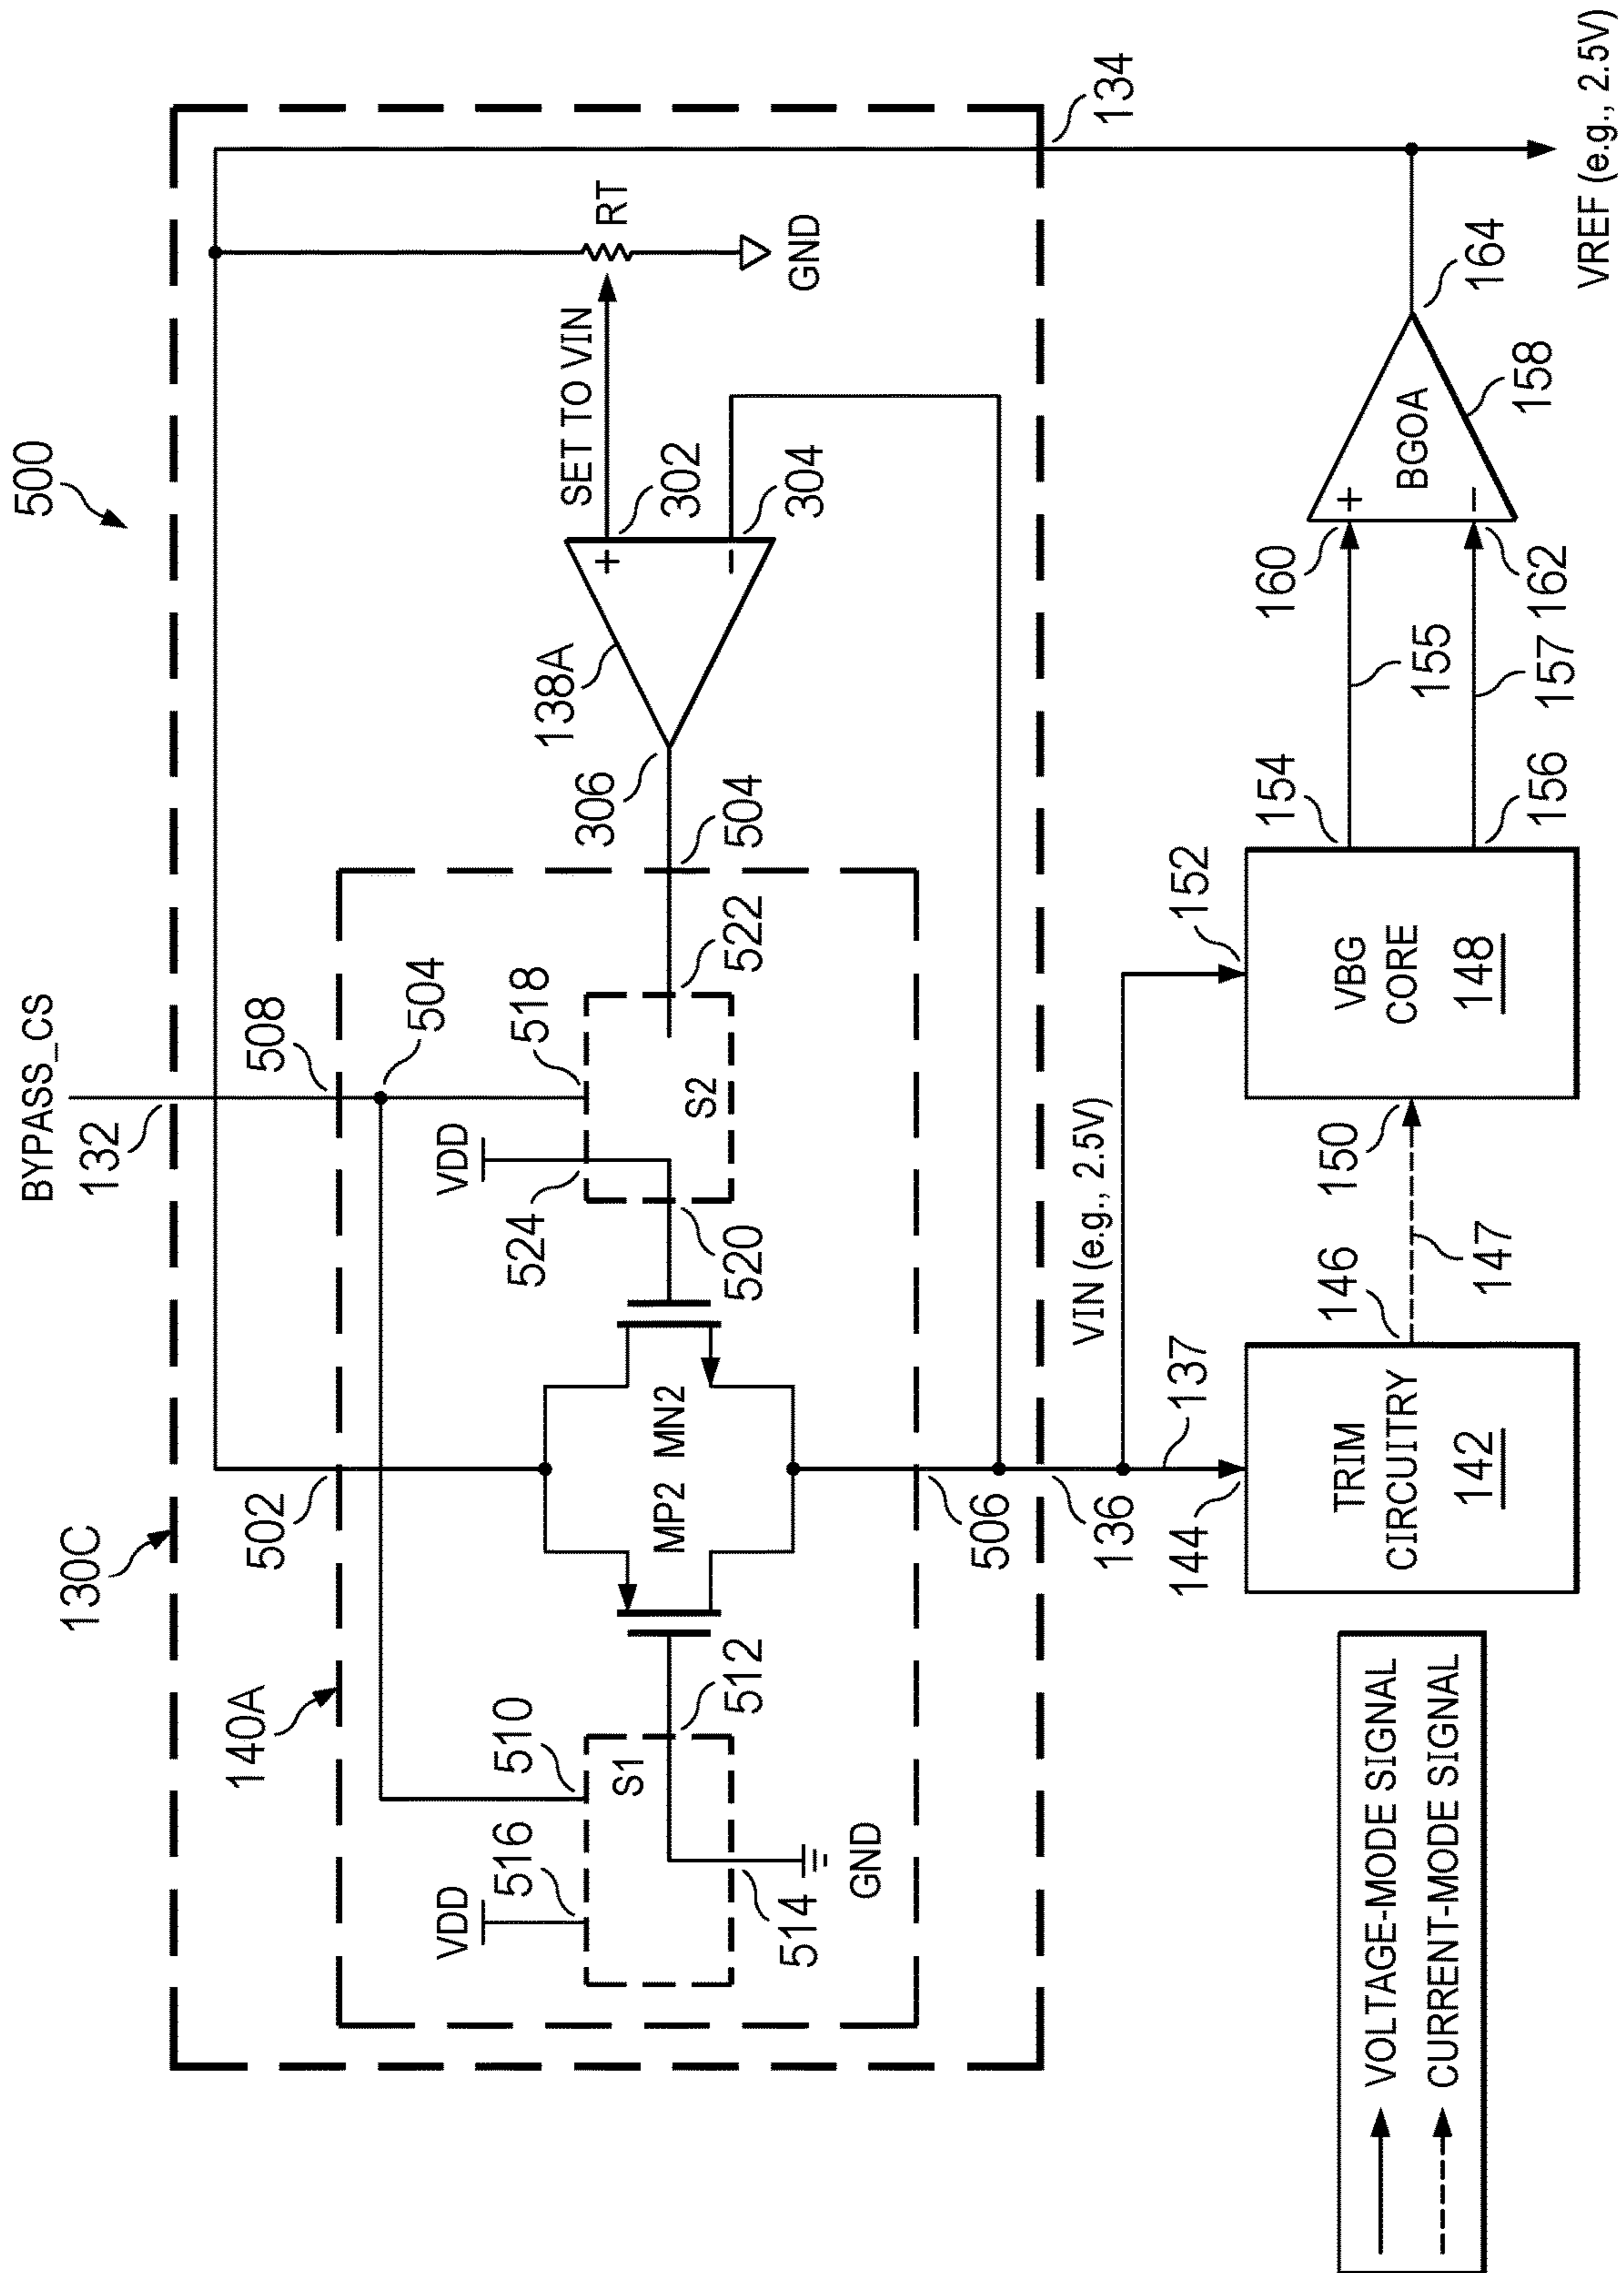 500
130C
BYPASS_CS
132
134
140A
502
508
504
516
510
VDD
S1
512
514
GND
MP2
MN2
524
VDD
518
522
520
S2
504
306
138A
302
304
SET TO VIN
RT
GND
506
136
137
VIN (e.g., 2.5V)
144
TRIM
CIRCUITRY
142
146
147
150
152
VBG
CORE
148
154
155
156
157
160
162
BGOA
158
164
VREF (e.g., 2.5V)
VOLTAGE-MODE SIGNAL
CURRENT-MODE SIGNAL